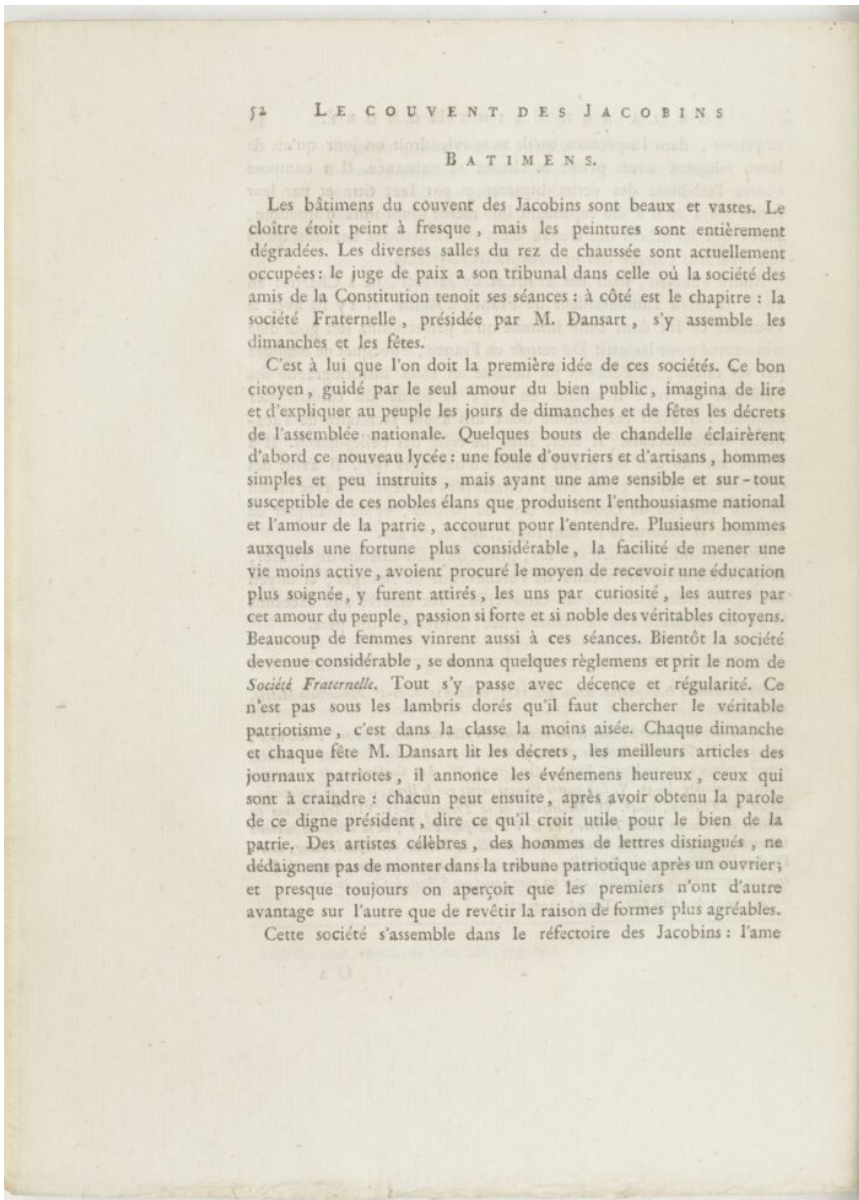 52 LE COUVENT DES JACOBINS
BATIMENS.
Les bâtimens du couvent des Jacobins sont beaux et vastes. Le
cloître étoit peint à fresque, mais les peintures sont entièrement
dégradées. Les diverses salles du rez de chaussée sont actuellement
occupées : le juge de paix a son tribunal dans celle où la société des
amis de la Constitution tenoit ses séances : à côté est le chapitre : la
société Fraternelle, présidée par M. Dansart, s'y assemble les
dimanches et les fêtes.
C'est à lui que l'on doit la première idée de ces sociétés. Ce bon
citoyen, guidé par le seul amour du bien public, imagina de lire
et d'expliquer au peuple les jours de dimanches et de fêtes les décrets
de l'assemblée nationale. Quelques bouts de chandelle éclairèrent
d'abord ce nouveau lycée : une foule d'ouvriers et d'artisans, hommes
simples et peu instruits, mais ayant une ame sensible et sur-tout
susceptible de ces nobles élans que produisent l'enthousiasme national
et l'amour de la patrie, accourut pour l'entendre. Plusieurs hommes
auxquels une fortune plus considérable, la facilité de mener une
vie moins active, avoient procuré le moyen de recevoir une éducation
plus soignée, y furent attirés, les uns par curiosité, les autres par
cet amour du peuple, passion si forte et si noble des véritables citoyens.
Beaucoup de femmes vinrent aussi à ces séances. Bientôt la société
devenue considérable, se donna quelques règlemens et prit le nom de
Société Fraternelle. Tout s'y passe avec décence et régularité. Ce
n'est pas sous les lambris dorés qu'il faut chercher le véritable
patriotisme, c'est dans la classe la moins aisée. Chaque dimanche
et chaque fête M. Dansart lit les décrets, les meilleurs articles des
journaux patriotes, il annonce les événemens heureux, ceux qui
sont à craindre : chacun peut ensuite, après avoir obtenu la parole
de ce digne président, dire ce qu'il croit utile pour le bien de la
patrie. Des artistes célèbres, des hommes de lettres distingués, ne
dédaignent pas de monter dans la tribune patriotique après un ouvrier;
et presque toujours on aperçoit que les premiers n'ont d'autre
avantage sur l'autre que de revêtir la raison de formes plus agréables.
Cette société s'assemble dans le réfectoire des Jacobins : l'ame